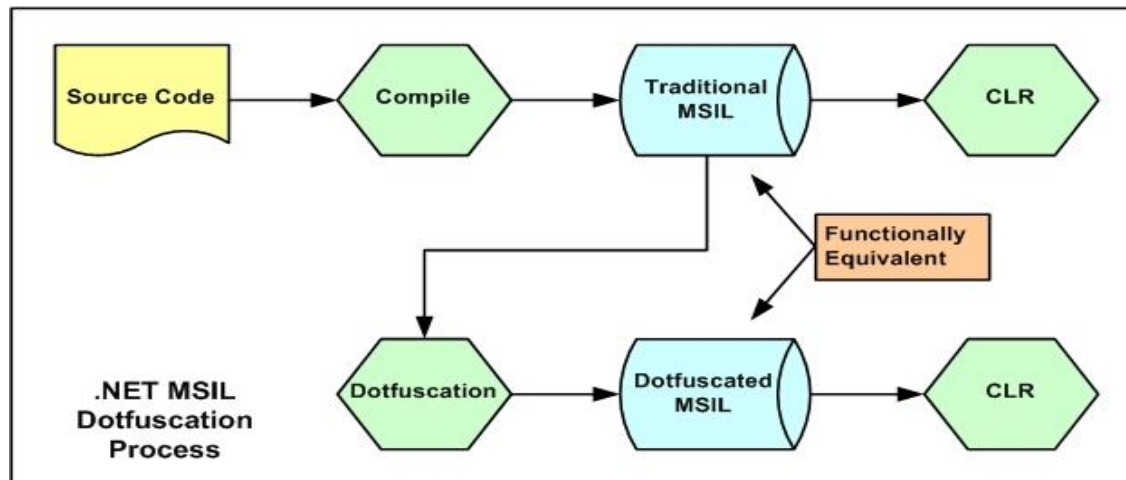 Source Code
Compile
Traditional
MSIL
CLR
Functionally
Equivalent
.NET MSIL
Dotfuscation
Process
Dotfuscation
Dotfuscated
MSIL
CLR